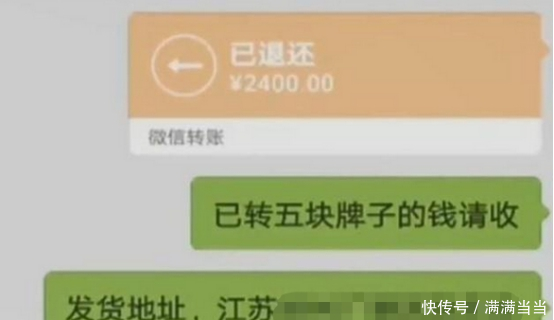 已退还
¥2400.00
微信转账
已转五块牌子的钱请收
发货地址，江苏
快传号／满满当当